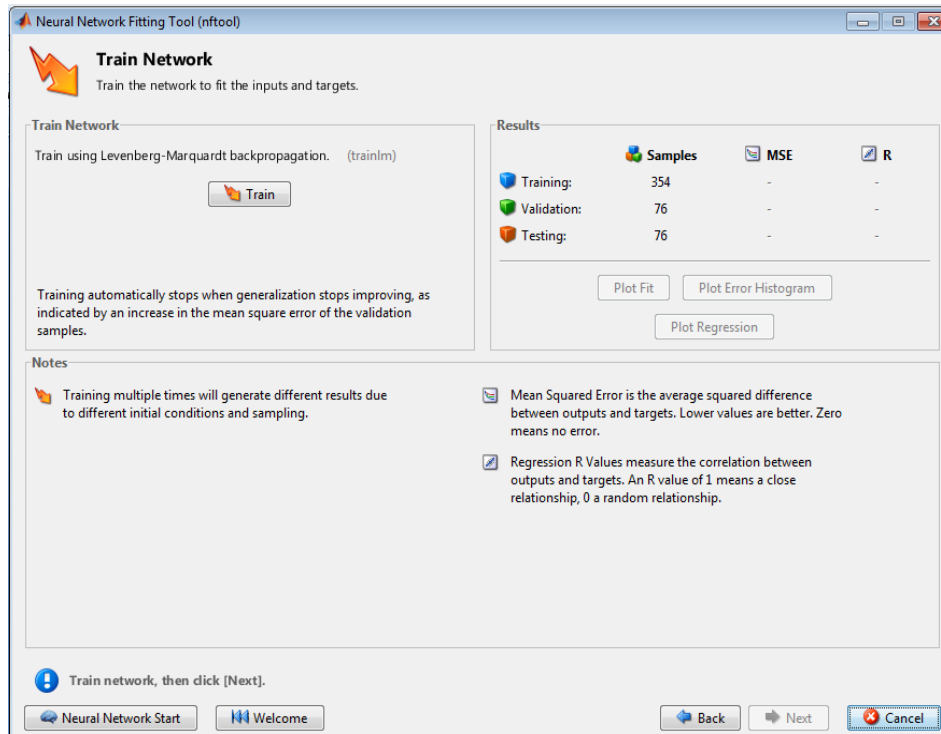 Neural Network Fitting Tool (nftool)
Train Network
Train the network to fit the inputs and targets.
Train Network
Train using Levenberg-Marquardt backpropagation. (trainlm)
Train
Training automatically stops when generalization stops improving, as
indicated by an increase in the mean square error of the validation
samples.
Results
Samples MSE R
Training: 354 - -
Validation: 76 - -
Testing: 76 - -
Plot Fit Plot Error Histogram
Plot Regression
Notes
Training multiple times will generate different results due
to different initial conditions and sampling.
Mean Squared Error is the average squared difference
between outputs and targets. Lower values are better. Zero
means no error.
Regression R Values measure the correlation between
outputs and targets. An R value of 1 means a close
relationship, 0 a random relationship.
Train network, then click [Next].
Neural Network Start Welcome Back Next Cancel